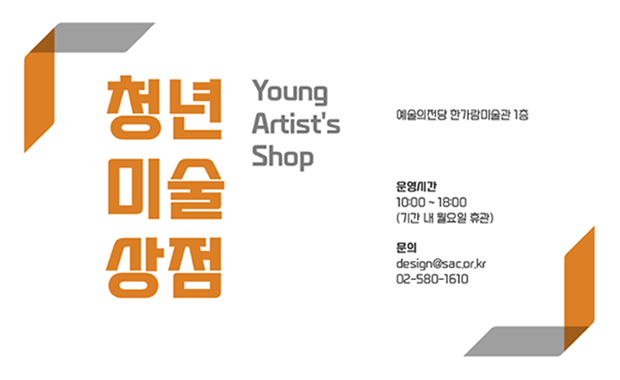 청년
미술
상점
Young
Artist's
Shop
예술의전당 한가람미술관 1층
운영시간
10:00 ~ 18:00
(기간 내 월요일 휴관)
문의
design@sac.or.kr
02-580-1610